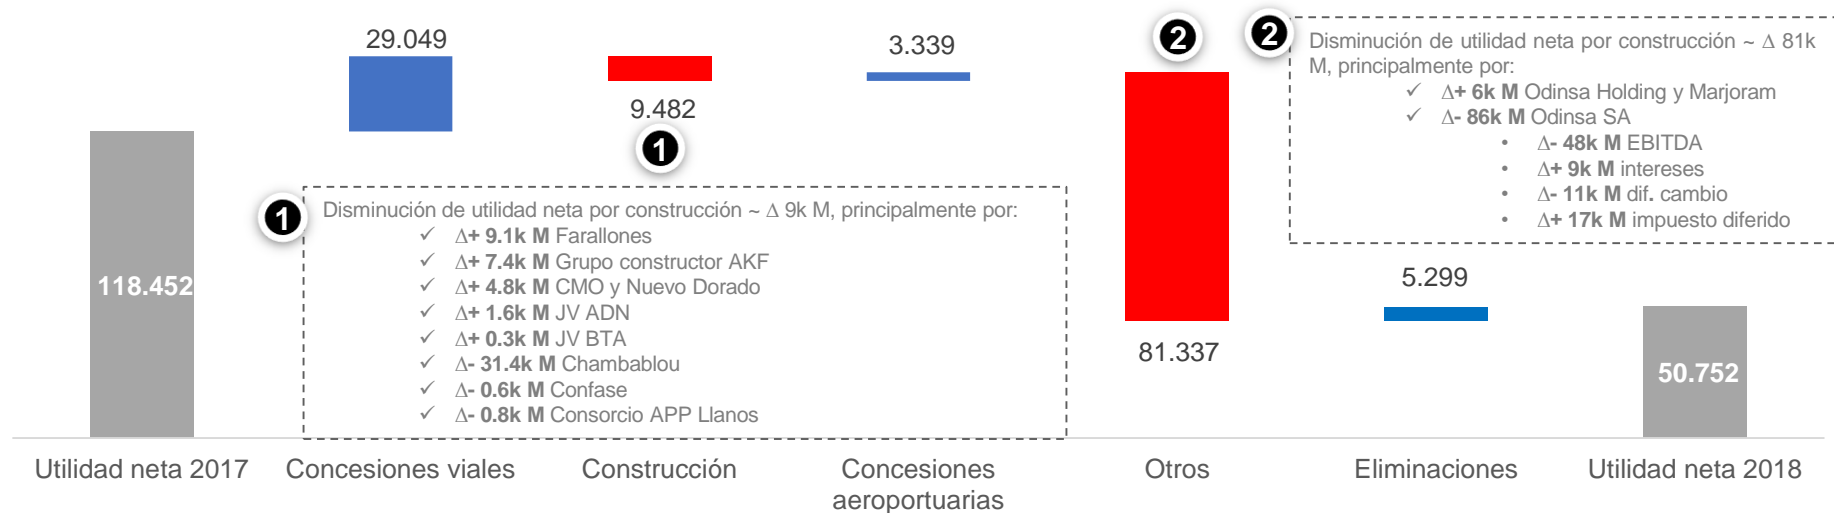 29.049
3.339
2
9.482
1
2
Disminución de utilidad neta por construcción ~ Δ 81k
M, principalmente por:
✓ Δ+ 6k M Odinsa Holding y Marjoram
✓ Δ- 86k M Odinsa SA
• Δ- 48k M EBITDA
• Δ+ 9k M intereses
• Δ- 11k M dif. cambio
• Δ+ 17k M impuesto diferido
1
Disminución de utilidad neta por construcción ~ Δ 9k M, principalmente por:
✓ Δ+ 9.1k M Farallones
✓ Δ+ 7.4k M Grupo constructor AKF
✓ Δ+ 4.8k M CMO y Nuevo Dorado
✓ Δ+ 1.6k M JV ADN
✓ Δ+ 0.3k M JV BTA
✓ Δ- 31.4k M Chambablou
✓ Δ- 0.6k M Confase
✓ Δ- 0.8k M Consorcio APP Llanos
118.452
81.337
5.299
50.752
Utilidad neta 2017
Concesiones viales
Construcción
Concesiones
aeroportuarias
Otros
Eliminaciones
Utilidad neta 2018